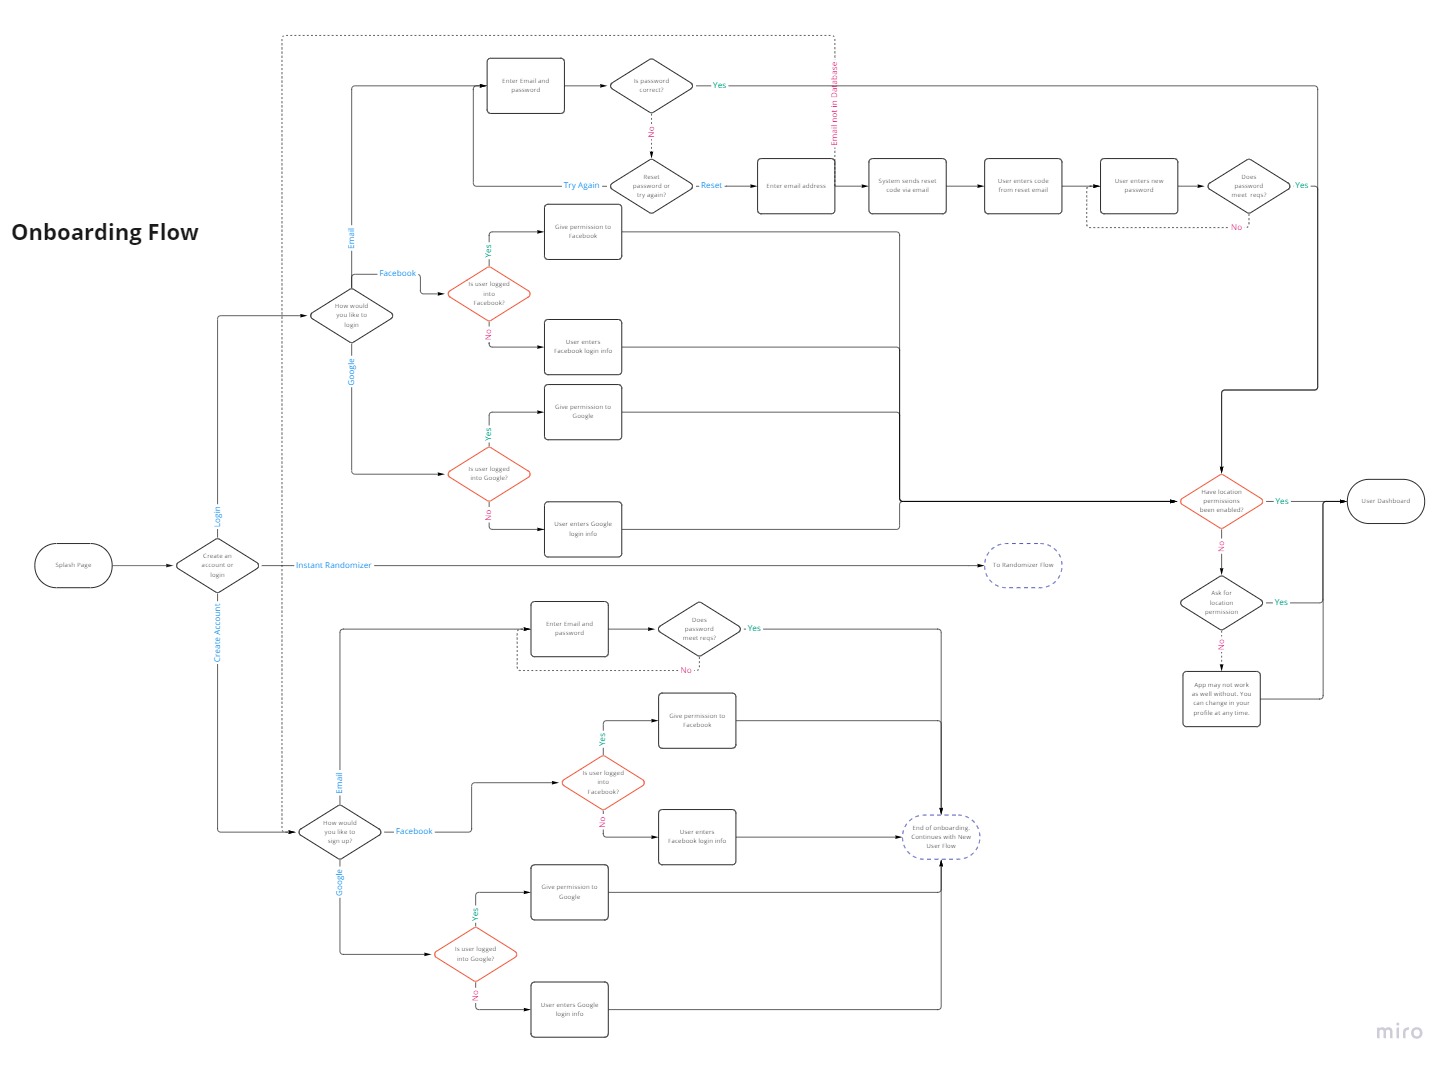 Onboarding Flow
Splash Page
Create an
account or
login
Login
Instant Randomizer
Create Account
To Randomizer Flow
How would
you like to
login
Email
Facebook
Google
Enter Email and
password
Is password
correct?
Yes
No
Reset
password or
try again?
Try Again
Reset
Enter email address
Email not in Database
System sends reset
code via email
User enters code
from reset email
User enters new
password
Does
password
meet reqs?
Yes
No
Is user logged
into
Facebook?
Yes
No
Give permission to
Facebook
User enters
Facebook login info
Is user logged
into Google?
Yes
No
Give permission to
Google
User enters Google
login info
Have location
permissions
been enabled?
Yes
No
User Dashboard
Ask for
location
permission
Yes
No
App may not work
as well without. You
can change in your
profile at any time.
How would
you like to
sign up?
Email
Facebook
Google
Enter Email and
password
Does
password
meet reqs?
Yes
No
Is user logged
into
Facebook?
Yes
No
Give permission to
Facebook
User enters
Facebook login info
End of onboarding.
Continues with New
User Flow
Is user logged
into Google?
Yes
No
Give permission to
Google
User enters Google
login info
miro